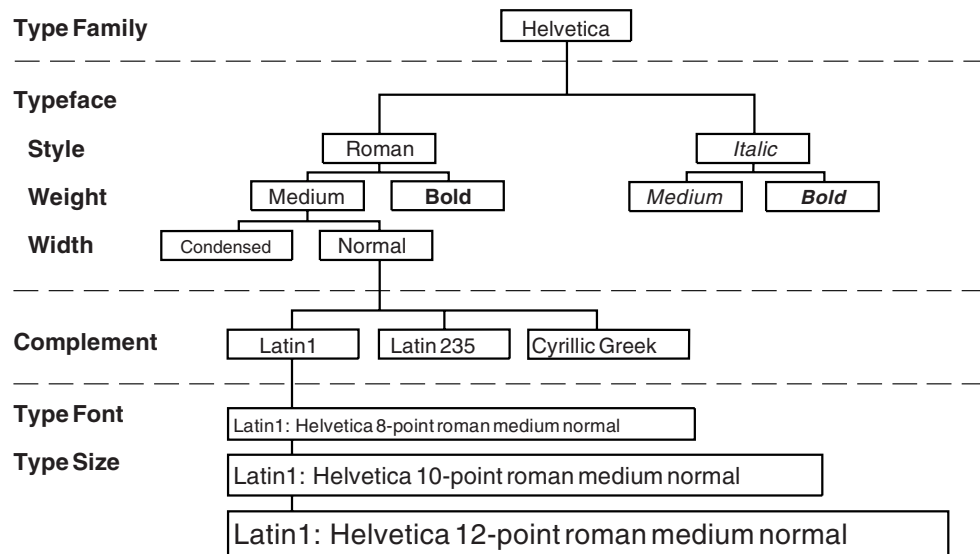 Type Family
Helvetica
Typeface
Style
Roman
Italic
Weight
Medium
Bold
Medium
Bold
Width
Condensed
Normal
Complement
Latin1
Latin 235
Cyrillic Greek
Type Font
Latin1: Helvetica 8-point roman medium normal
Type Size
Latin1: Helvetica 10-point roman medium normal
Latin1: Helvetica 12-point roman medium normal